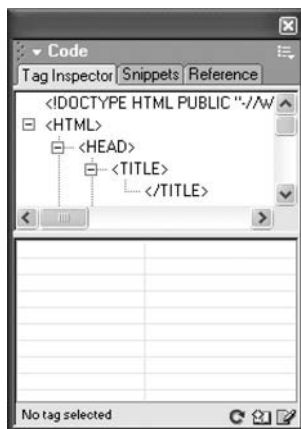 Code
Tag Inspector Snippets Reference
<!DOCTYPE HTML PUBLIC "-//W
<HTML>
<HEAD>
<TITLE>
</TITLE>
No tag selected